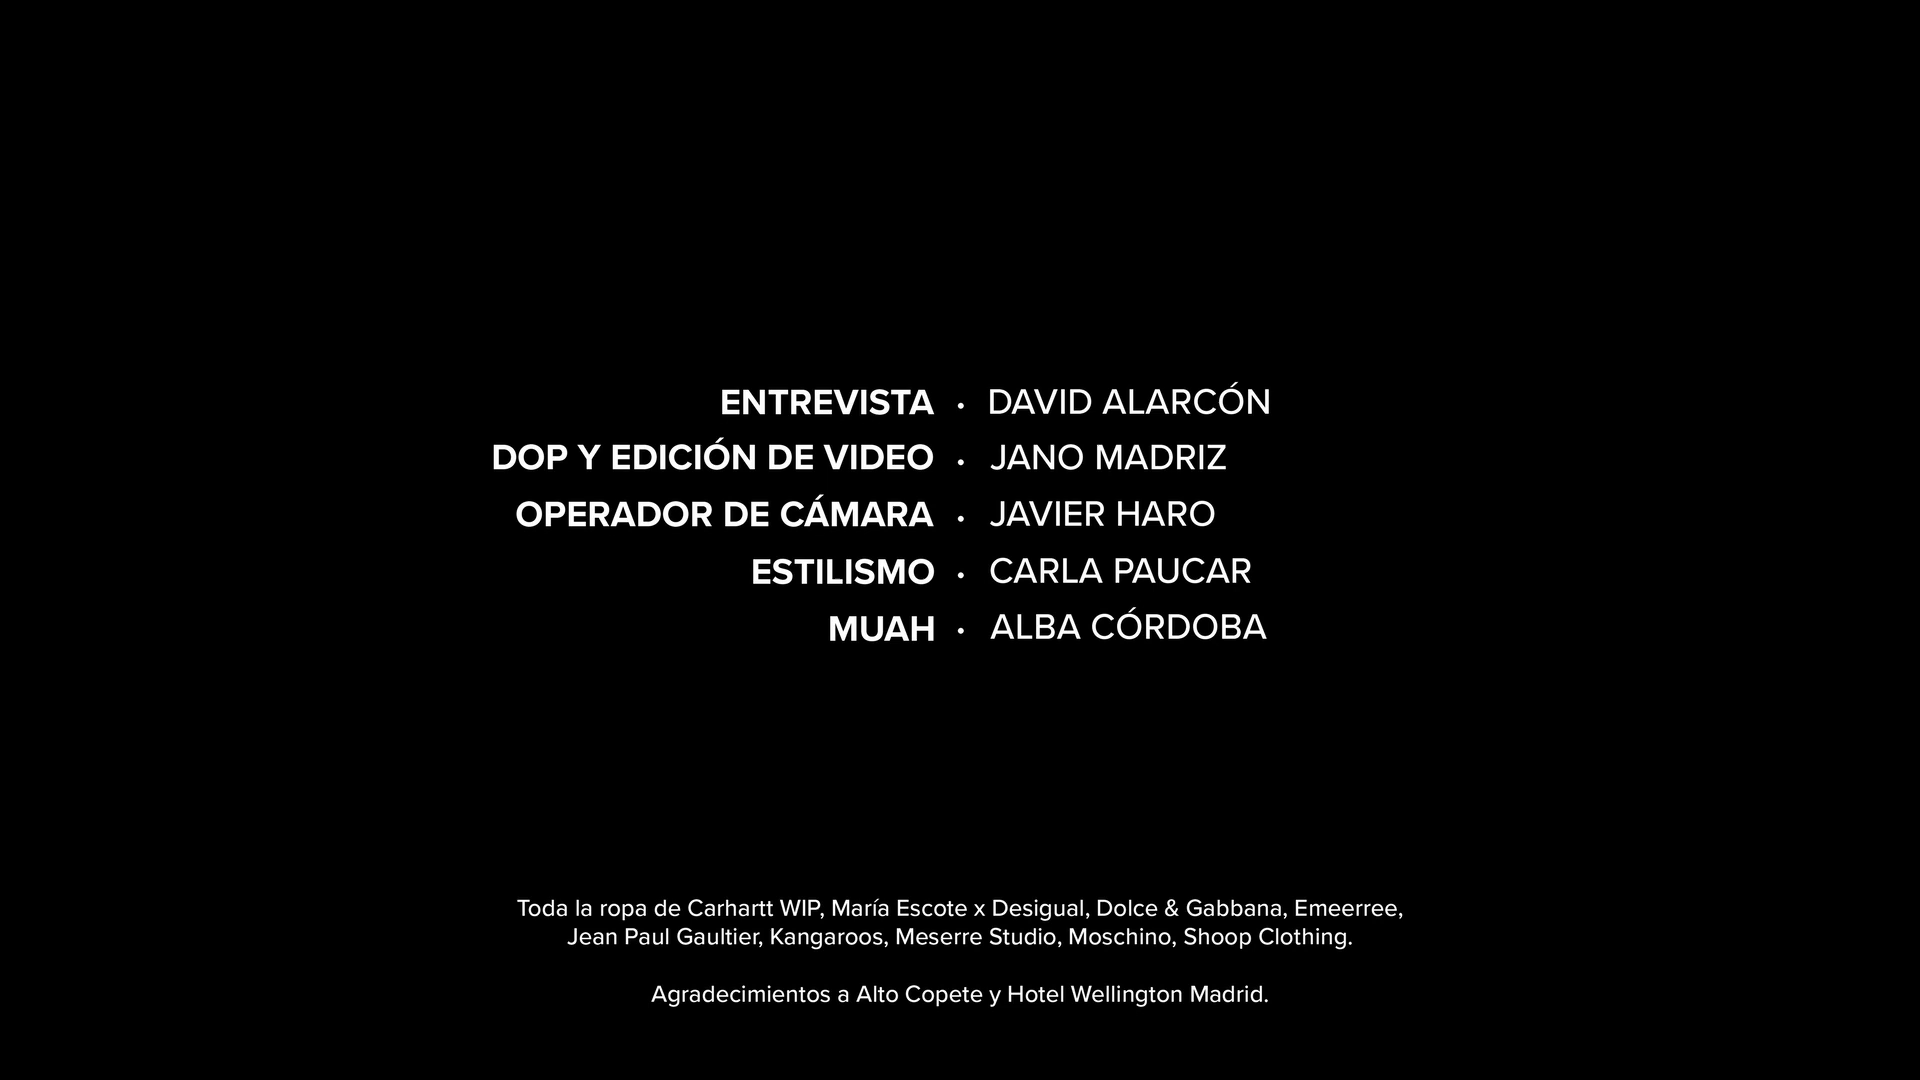 ENTREVISTA • DAVID ALARCÓN
DOP Y EDICIÓN DE VIDEO • JANO MADRIZ
OPERADOR DE CÁMARA • JAVIER HARO
ESTILISMO • CARLA PAUCAR
MUAH • ALBA CÓRDOBA
Toda la ropa de Carhartt WIP, María Escote x Desigual, Dolce & Gabbana, Emeerree,
Jean Paul Gaultier, Kangaroos, Meserre Studio, Moschino, Shoop Clothing.
Agradecimientos a Alto Copete y Hotel Wellington Madrid.